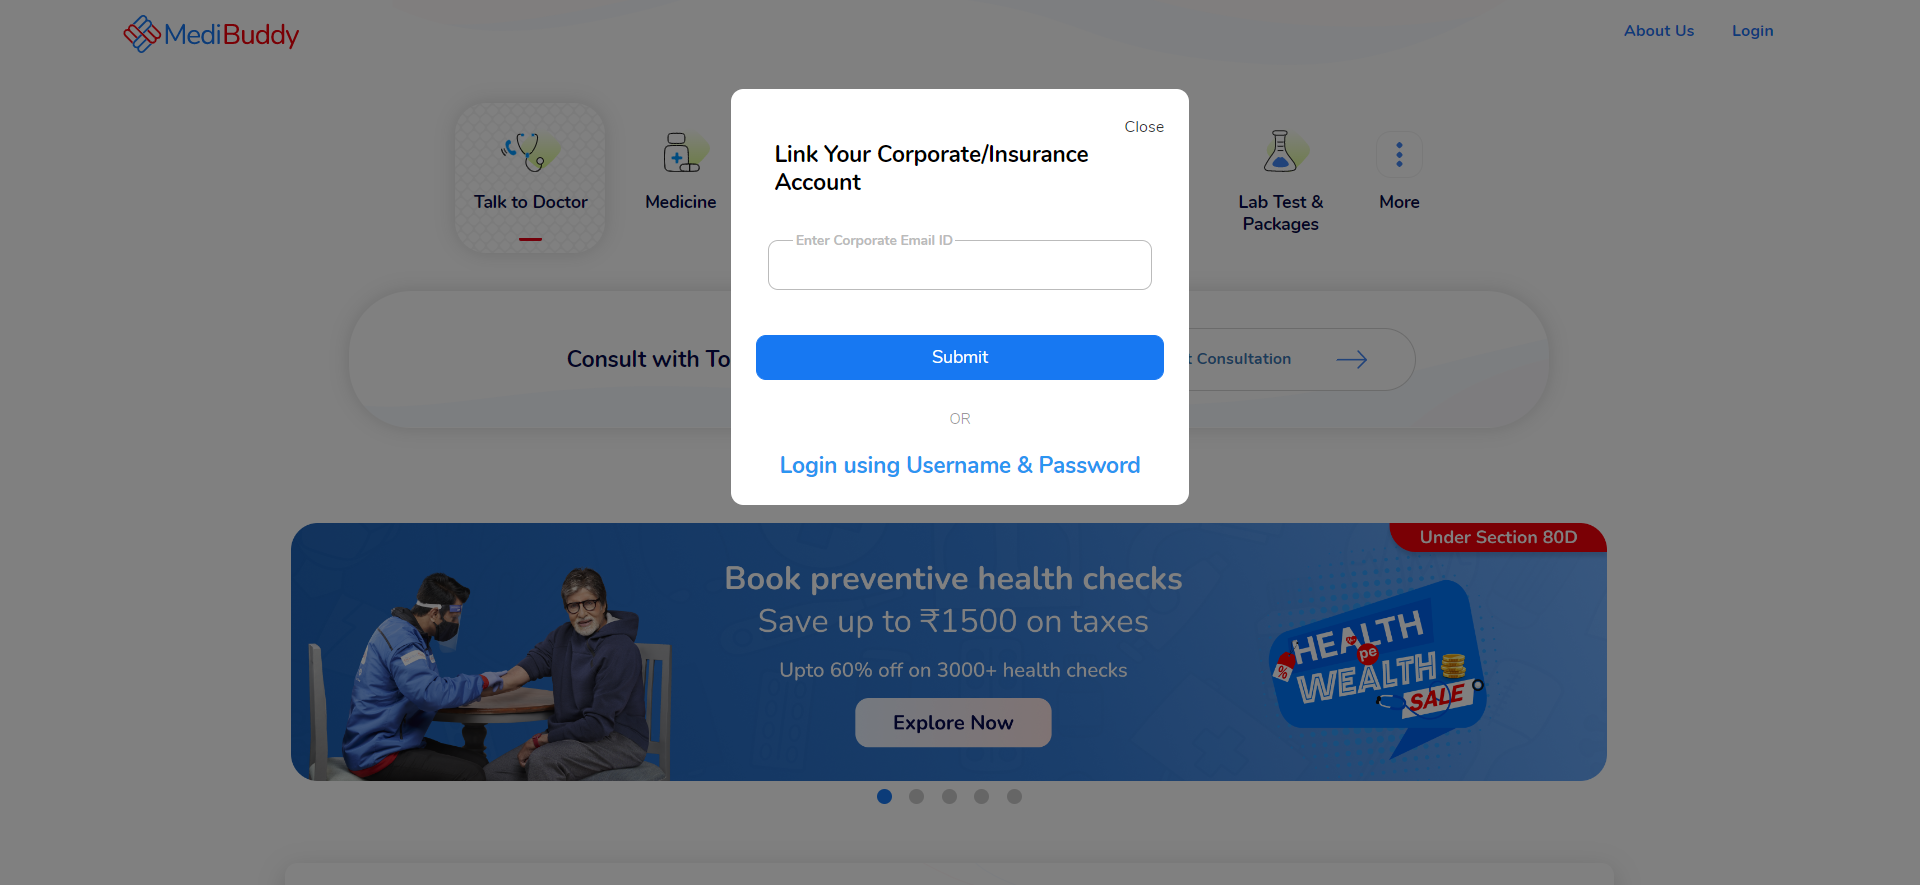 MediBuddy
About Us
Login
Close
Link Your Corporate/Insurance
Account
Enter Corporate Email ID
Submit
OR
Login using Username & Password
Talk to Doctor
Medicine
Lab Test &
Packages
More
Consult with To
t Consultation
Under Section 80D
Book preventive health checks
Save up to ₹1500 on taxes
Upto 60% off on 3000+ health checks
Explore Now
HEALTH
pe
WEALTH
%
SALE